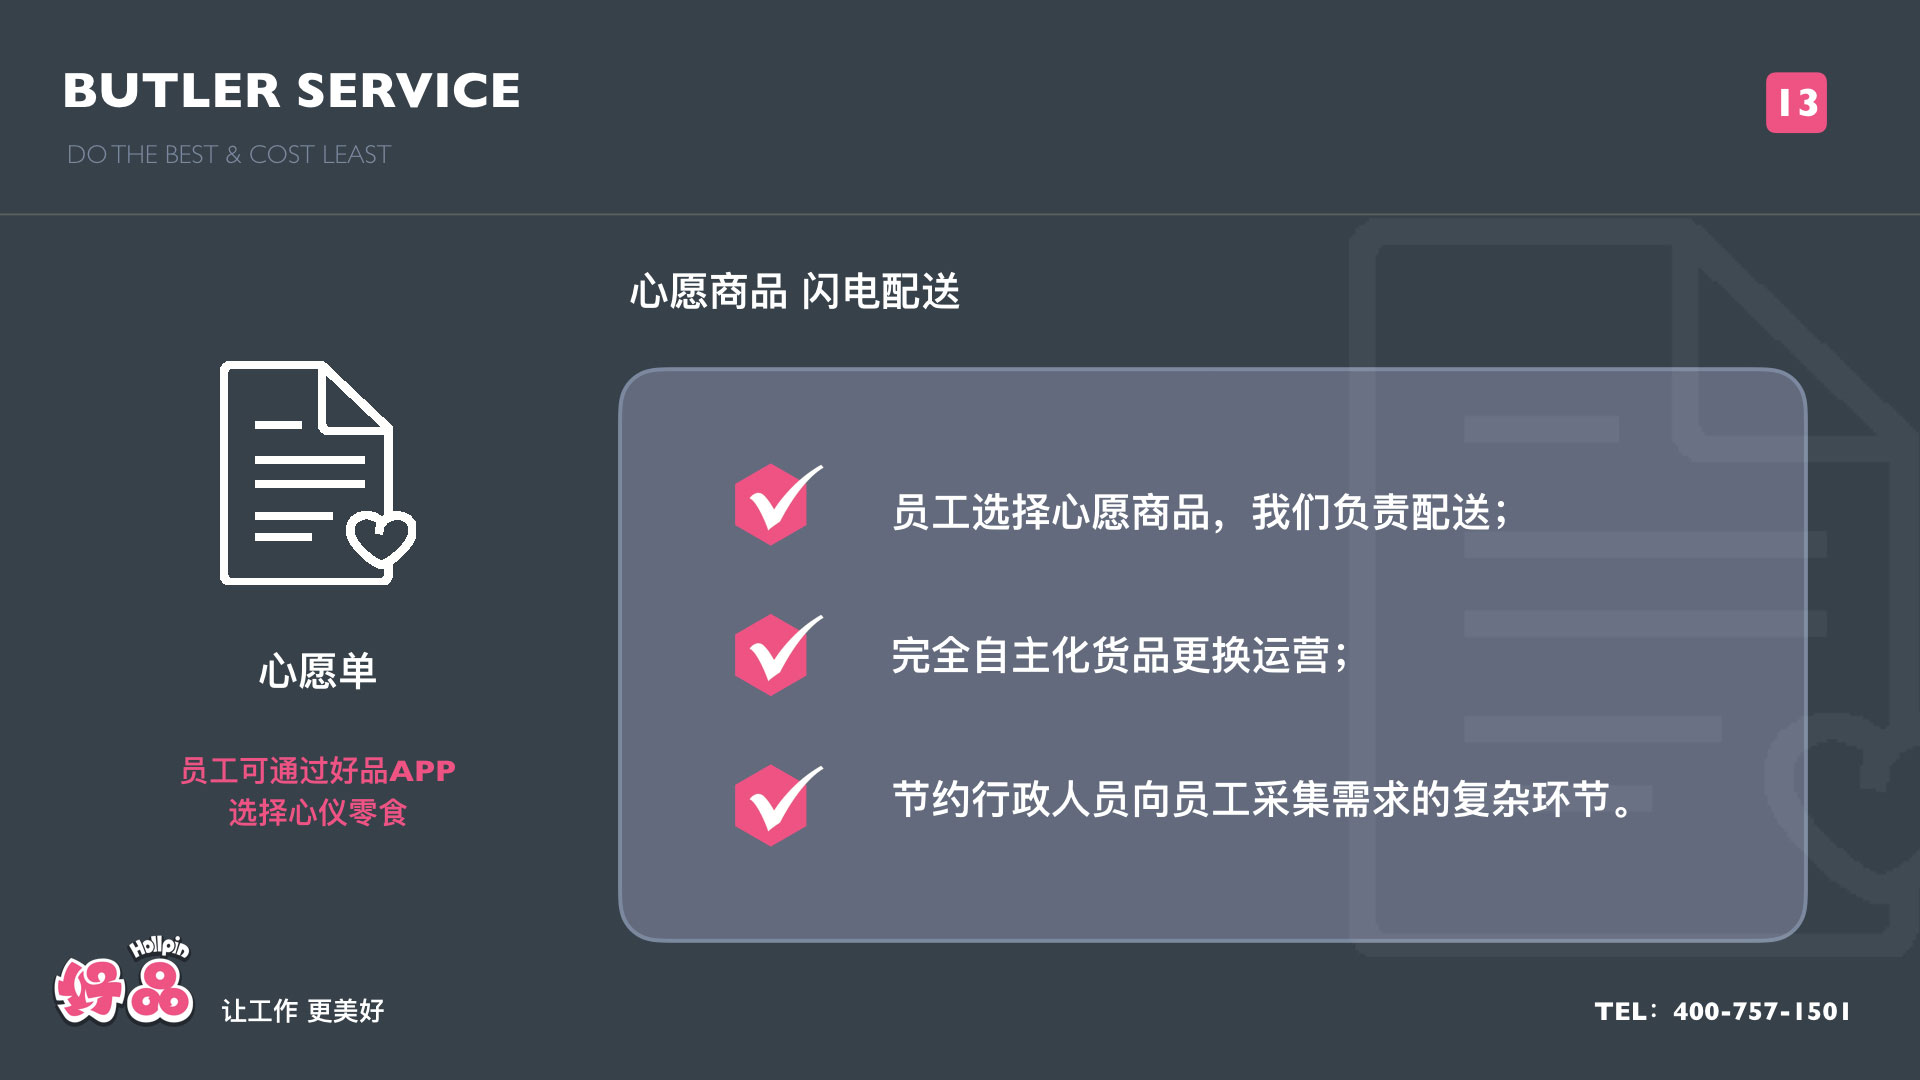 BUTLER SERVICE
DO THE BEST & COST LEAST
13
心愿商品 闪电配送
员工选择心愿商品，我们负责配送；
完全自主化货品更换运营；
节约行政人员向员工采集需求的复杂环节。
心愿单
员工可通过好品APP
选择心仪零食
Hollpin
好品
让工作 更美好
TEL：400-757-1501